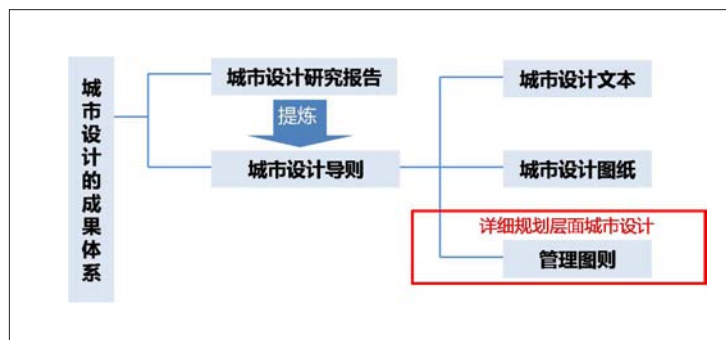 城市设计的成果体系
城市设计研究报告
提炼
城市设计导则
城市设计文本
城市设计图纸
详细规划层面城市设计
管理图则